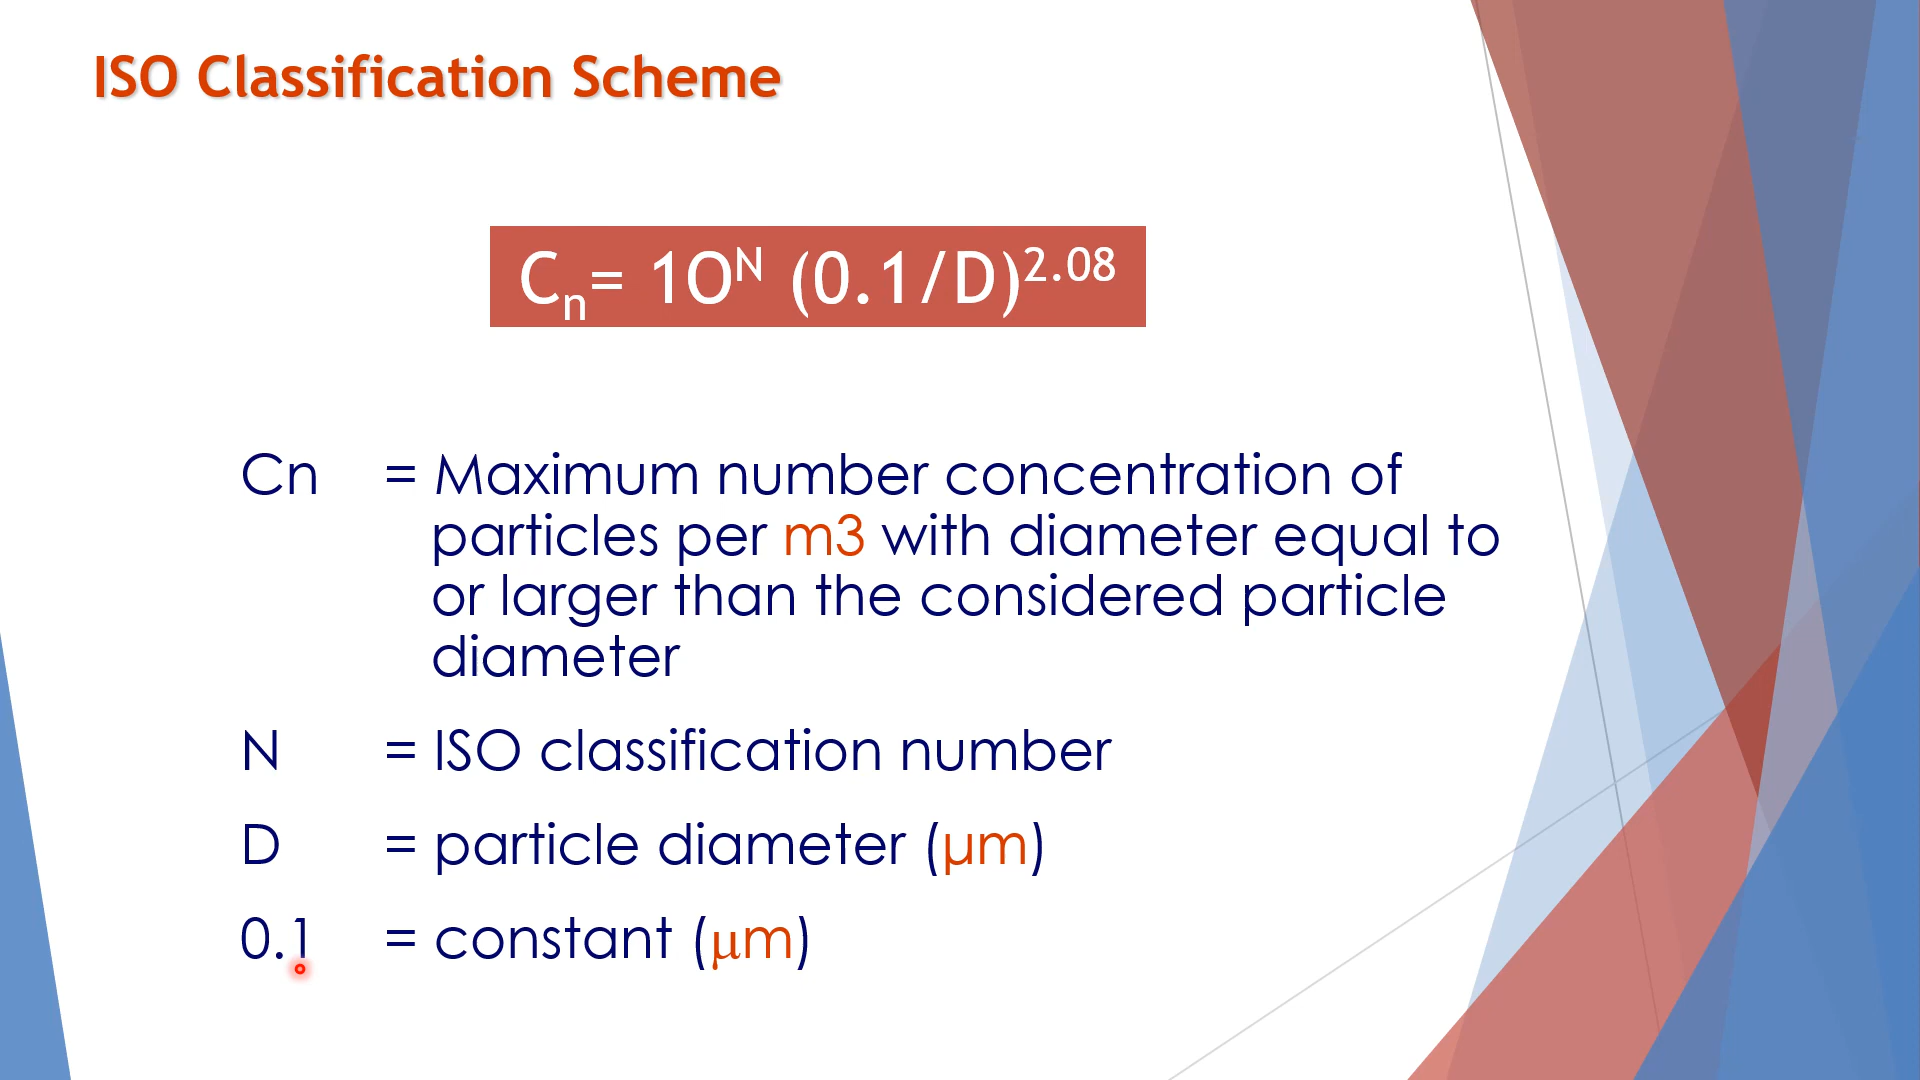 ISO Classification Scheme
Cn= 1O^N (0.1/D)^2.08
Cn = Maximum number concentration of
particles per m3 with diameter equal to
or larger than the considered particle
diameter
N = ISO classification number
D = particle diameter (µm)
0.1 = constant (μm)